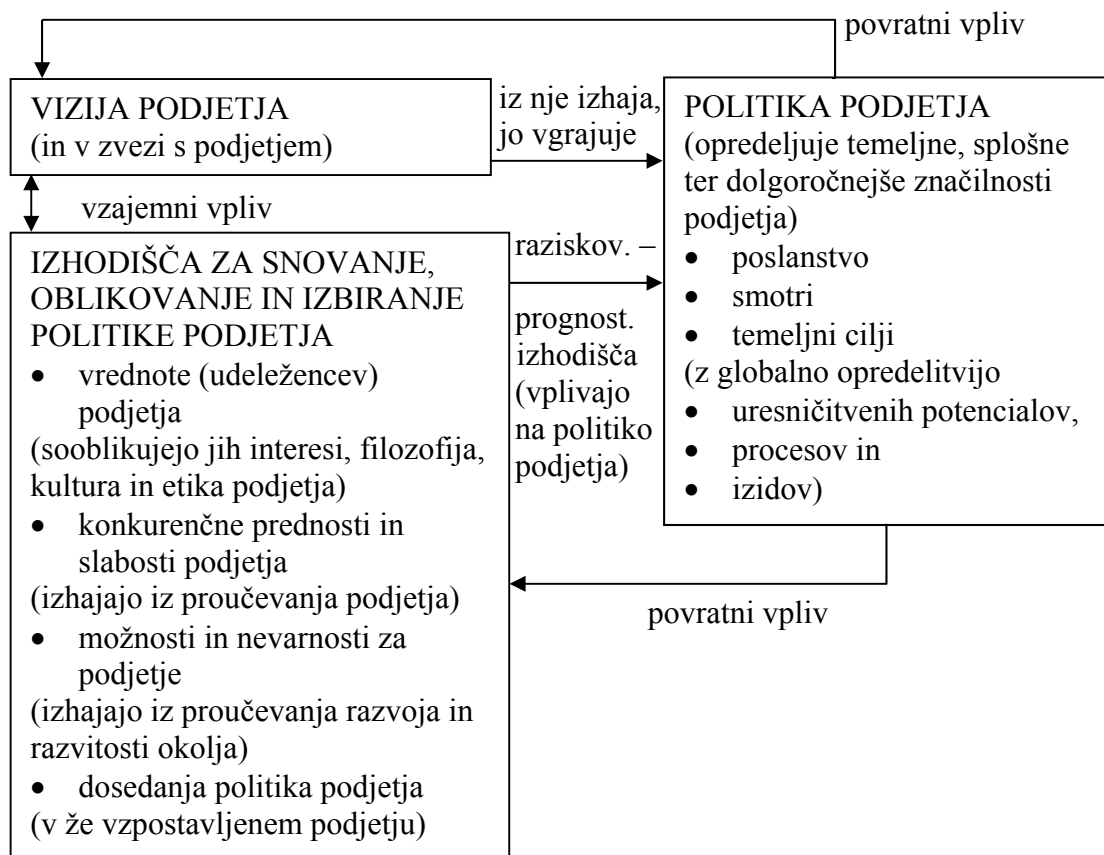 povratni vpliv
VIZIJA PODJETJA
(in v zvezi s podjetjem)
iz nje izhaja,
jo vgrajuje
vzajemni vpliv
IZHODIŠČA ZA SNOVANJE,
OBLIKOVANJE IN IZBIRANJE
POLITIKE PODJETJA
• vrednote (udeležencev)
podjetja
(sooblikujejo jih interesi, filozofija,
kultura in etika podjetja)
• konkurenčne prednosti in
slabosti podjetja
(izhajajo iz proučevanja podjetja)
• možnosti in nevarnosti za
podjetje
(izhajajo iz proučevanja razvoja in
razvitosti okolja)
• dosedanja politika podjetja
(v že vzpostavljenem podjetju)
raziskov. –
prognost.
izhodišča
(vplivajo
na politiko
podjetja)
POLITIKA PODJETJA
(opredeljuje temeljne, splošne
ter dolgoročnejše značilnosti
podjetja)
• poslanstvo
• smotri
• temeljni cilji
(z globalno opredelitvijo
• uresničitvenih potencialov,
• procesov in
• izidov)
povratni vpliv